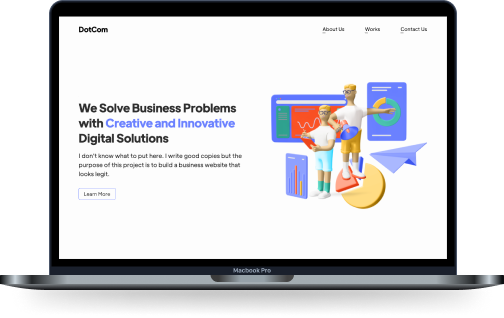 DotCom
About Us
Works
Contact Us
We Solve Business Problems
with Creative and Innovative
Digital Solutions
I don't know what to put here. I write good copies but the
purpose of this project is to build a business website that
looks legit.
Learn More
Macbook Pro